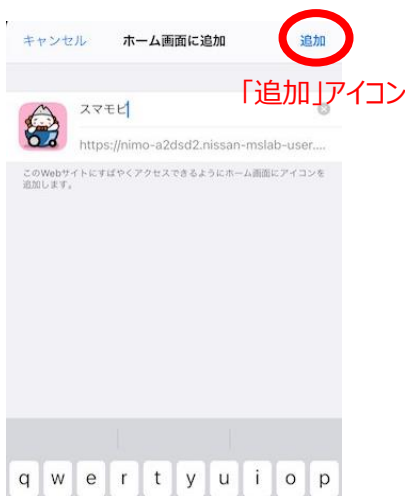 キャンセル ホーム画面に追加 追加
「追加」アイコン
スマモビ
https://nimo-a2dsd2.nissan-mslab-user....
このWebサイトにすばやくアクセスできるようにホーム画面にアイコンを
追加します。
q w e r t y u i o p